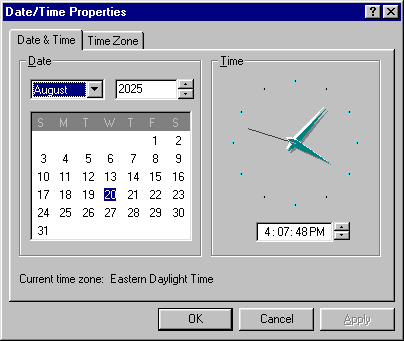 Date/Time Properties
Date & Time Time Zone
Date
Time
August 2025
S M T W T F S
1 2
3 4 5 6 7 8 9
10 11 12 13 14 15 16
17 18 19 20 21 22 23
24 25 26 27 28 29 30
31
4:07:48 PM
Current time zone: Eastern Daylight Time
OK Cancel Apply